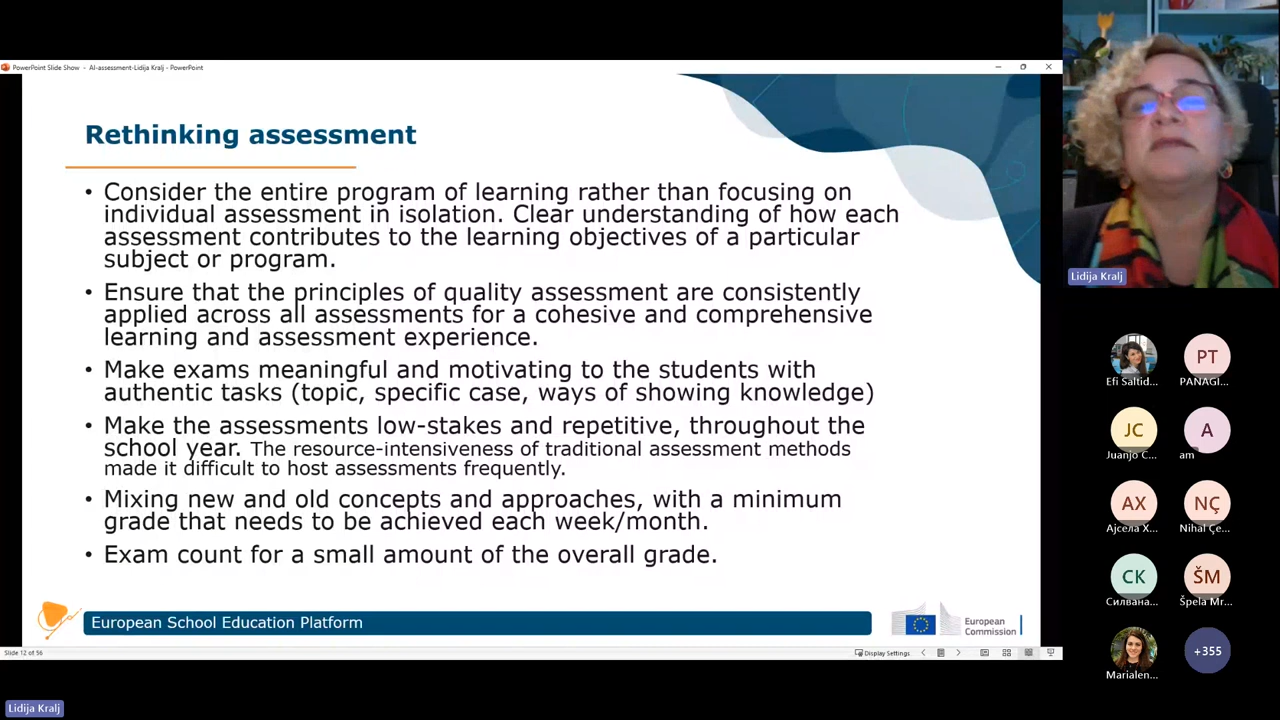 PowerPoint Slide Show - AI-assessment-Lidija Kralj - PowerPoint
Rethinking assessment
• Consider the entire program of learning rather than focusing on
individual assessment in isolation. Clear understanding of how each
assessment contributes to the learning objectives of a particular
subject or program.
• Ensure that the principles of quality assessment are consistently
applied across all assessments for a cohesive and comprehensive
learning and assessment experience.
• Make exams meaningful and motivating to the students with
authentic tasks (topic, specific case, ways of showing knowledge)
• Make the assessments low-stakes and repetitive, throughout the
school year. The resource-intensiveness of traditional assessment methods
made it difficult to host assessments frequently.
• Mixing new and old concepts and approaches, with a minimum
grade that needs to be achieved each week/month.
• Exam count for a small amount of the overall grade.
European School Education Platform
European
Commission
Slide 12 of 56
Display Settings
Lidija Kralj
Efi Saltid...
PT
PANAGI...
JC
Juanjo C...
A
am
AX
Ајсела Х...
NÇ
Nihal Çe...
СК
Силвана...
ŠM
Špela Mr...
Marialen...
+355
Lidija Kralj